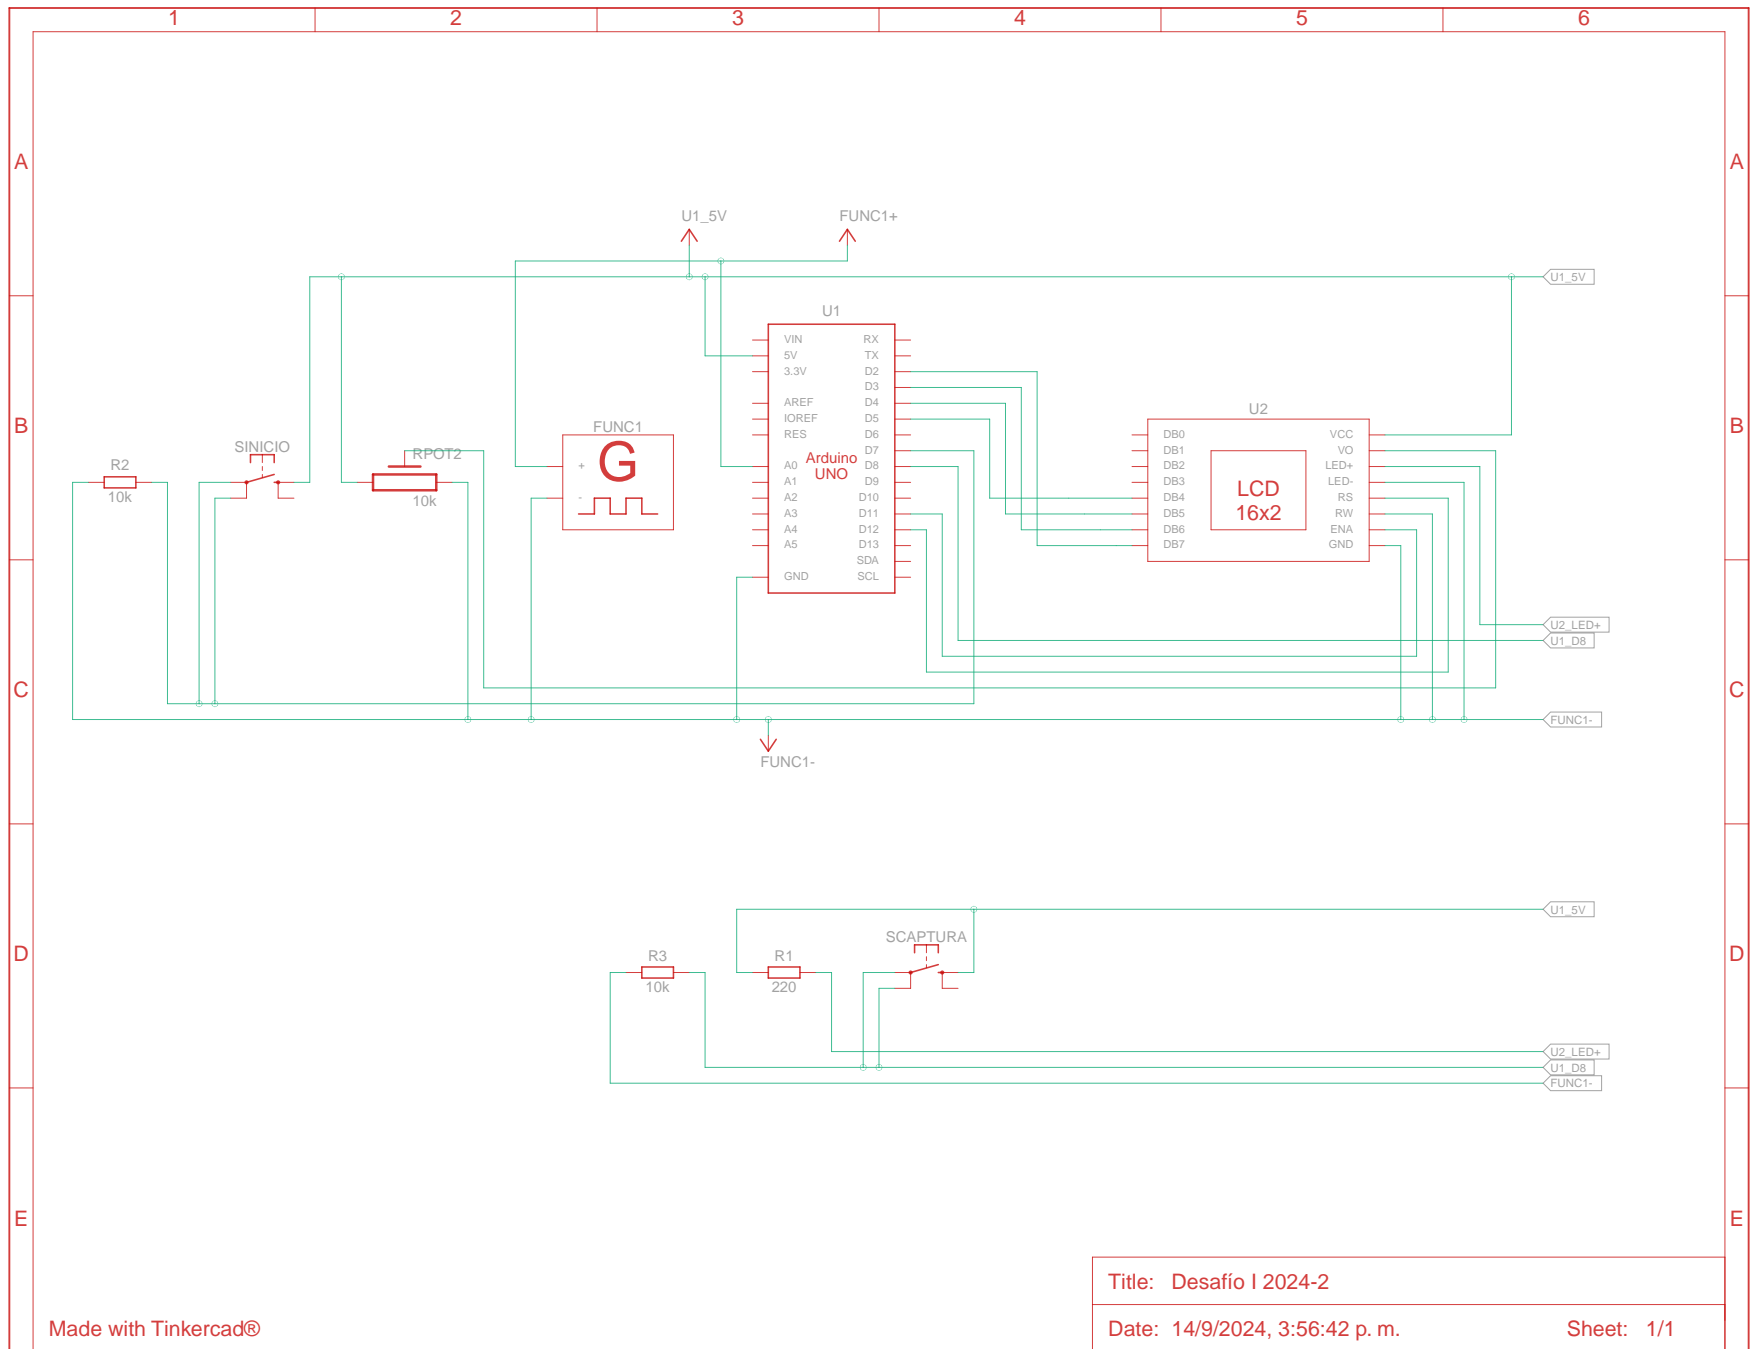 1 2 3 4 5 6
A A
U1_5V FUNC1+
U1_5V
U1
VIN RX
5V TX
3.3V D2
D3
AREF D4
IOREF D5
RES D6
D7
A0 D8
A1 D9
A2 D10
A3 D11
A4 D12
A5 D13
SDA
GND SCL
Arduino
UNO
B B
SINICIO
R2
10k
RPOT2
10k
FUNC1
+ G
-
U2
DB0 VCC
DB1 VO
DB2 LED+
DB3 LED-
DB4 RS
DB5 RW
DB6 ENA
DB7 GND
LCD
16x2
U2_LED+
U1_D8
C C
FUNC1-
FUNC1-
U1_5V
D D
SCAPTURA
R3
10k
R1
220
U2_LED+
U1_D8
FUNC1-
E E
Title: Desafío I 2024-2
Made with Tinkercad®
Date: 14/9/2024, 3:56:42 p. m. Sheet: 1/1